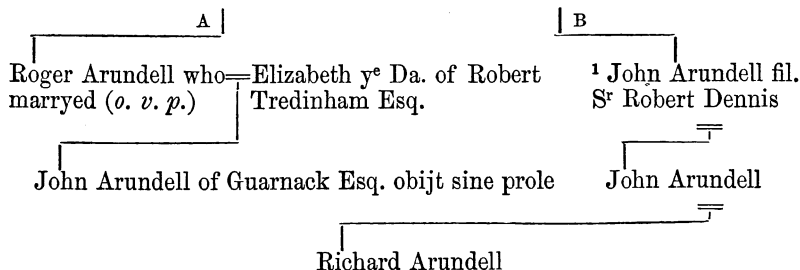 A B
Roger Arundell who Elizabeth yᵉ Da. of Robert ¹ John Arundell fil.
marryed (o. v. p.) Tredinham Esq. Sʳ Robert Dennis
John Arundell of Guarnack Esq. obijt sine prole John Arundell
Richard Arundell